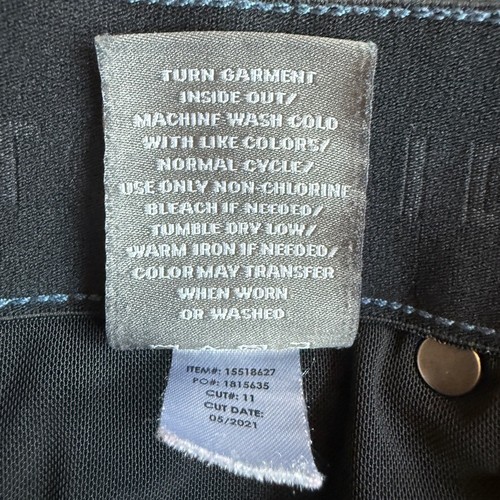 TURN GARMENT
INSIDE OUT/
MACHINE WASH COLD
WITH LIKE COLORS/
NORMAL CYCLE/
USE ONLY NON-CHLORINE
BLEACH IF NEEDED/
TUMBLE DRY LOW/
WARM IRON IF NEEDED/
COLOR MAY TRANSFER
WHEN WORN
OR WASHED
ITEM#: 15518627
PO#: 1815635
CUT#: 11
CUT DATE:
05/2021